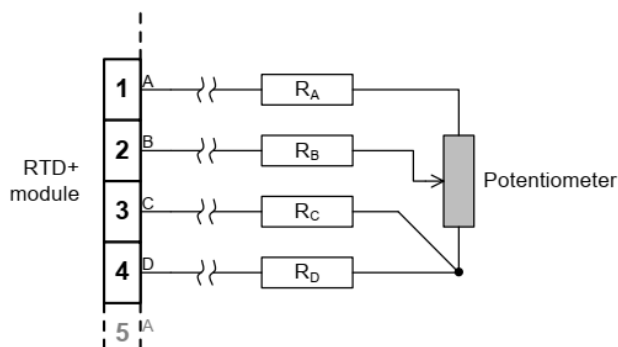 1 A
R_A
2 B
R_B
RTD+
module
Potentiometer
3 C
R_C
4 D
R_D
5 A